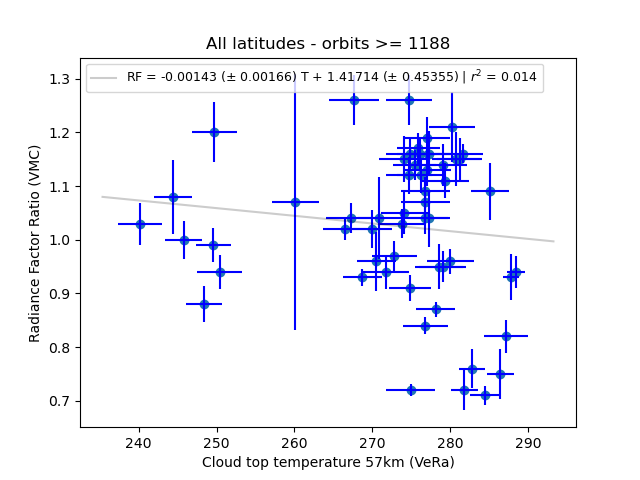 All latitudes - orbits >= 1188
RF = -0.00143 (± 0.00166) T + 1.41714 (± 0.45355) | r² = 0.014
Radiance Factor Ratio (VMC)
1.3
1.2
1.1
1.0
0.9
0.8
0.7
240 250 260 270 280 290
Cloud top temperature 57km (VeRa)